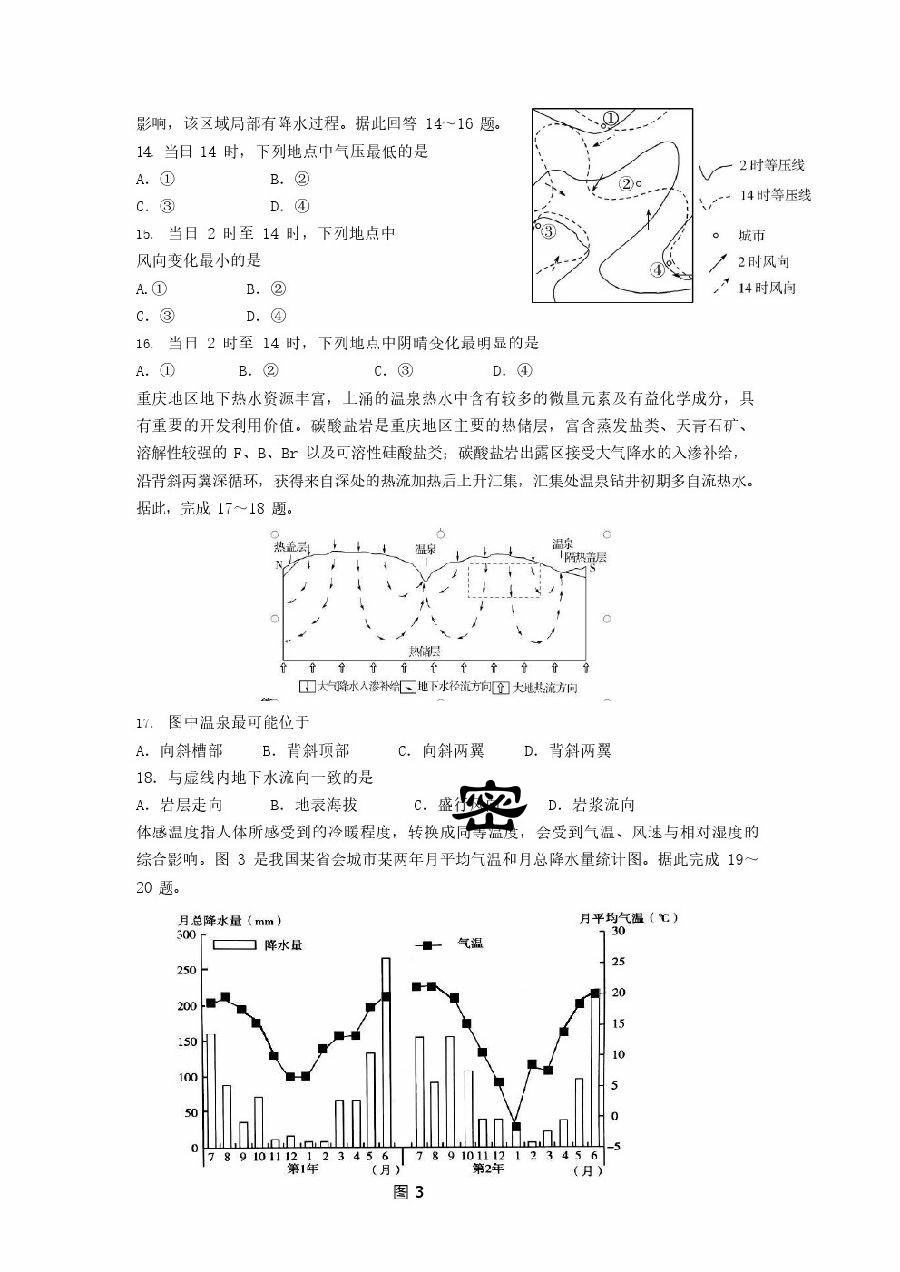 影响，该区域局部有降水过程。据此回答 14～16 题。
14. 当日 14 时，下列地点中气压最低的是
A. ① B. ②
C. ③ D. ④
15. 当日 2 时至 14 时，下列地点中
风向变化最小的是
A.① B. ②
C. ③ D. ④
①
②
③
④
2时等压线
14时等压线
城市
2时风向
14时风向
16. 当日 2 时至 14 时，下列地点中阴晴变化最明显的是
A. ① B. ② C. ③ D. ④
重庆地区地下热水资源丰富，上涌的温泉热水中含有较多的微量元素及有益化学成分，具
有重要的开发利用价值。碳酸盐岩是重庆地区主要的热储层，富含蒸发盐类、天青石矿、
溶解性较强的 F、B、Br 以及可溶性硅酸盐类；碳酸盐岩出露区接受大气降水的入渗补给，
沿背斜两冀深循环，获得来自深处的热流加热后上升汇集，汇集处温泉钻井初期多自流热水。
据此，完成 17～18 题。
热盖层 温泉 温泉
隔热盖层
N S
热储层
大气降水入渗补给 地下水径流方向 大地热流方向
17. 图中温泉最可能位于
A. 向斜槽部 B. 背斜顶部 C. 向斜两翼 D. 背斜两翼
18. 与虚线内地下水流向一致的是
A. 岩层走向 B. 地表海拔 C. 盛行 D. 岩浆流向
密
体感温度指人体所感受到的冷暖程度，转换成同等温度，会受到气温、风速与相对湿度的
综合影响。图 3 是我国某省会城市某两年月平均气温和月总降水量统计图。据此完成 19～
20 题。
月总降水量（mm） 月平均气温（℃）
降水量 气温
300 30
250 25
200 20
150 15
100 10
50 5
0 0
-5
7 8 9 10 11 12 1 2 3 4 5 6 7 8 9 10 11 12 1 2 3 4 5 6
第1年 （月） 第2年 （月）
图 3